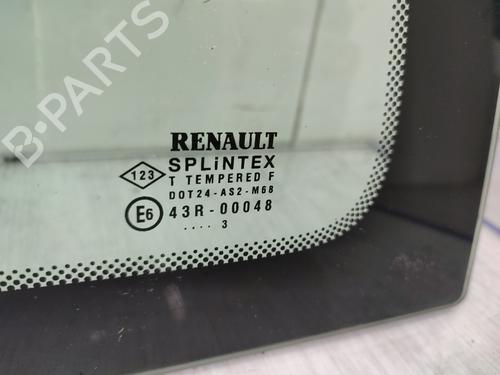 B-PARTS
RENAULT
SPLiNTEX
123
T TEMPERED F
DOT24-AS2-M68
E6 43R-00048
.... 3